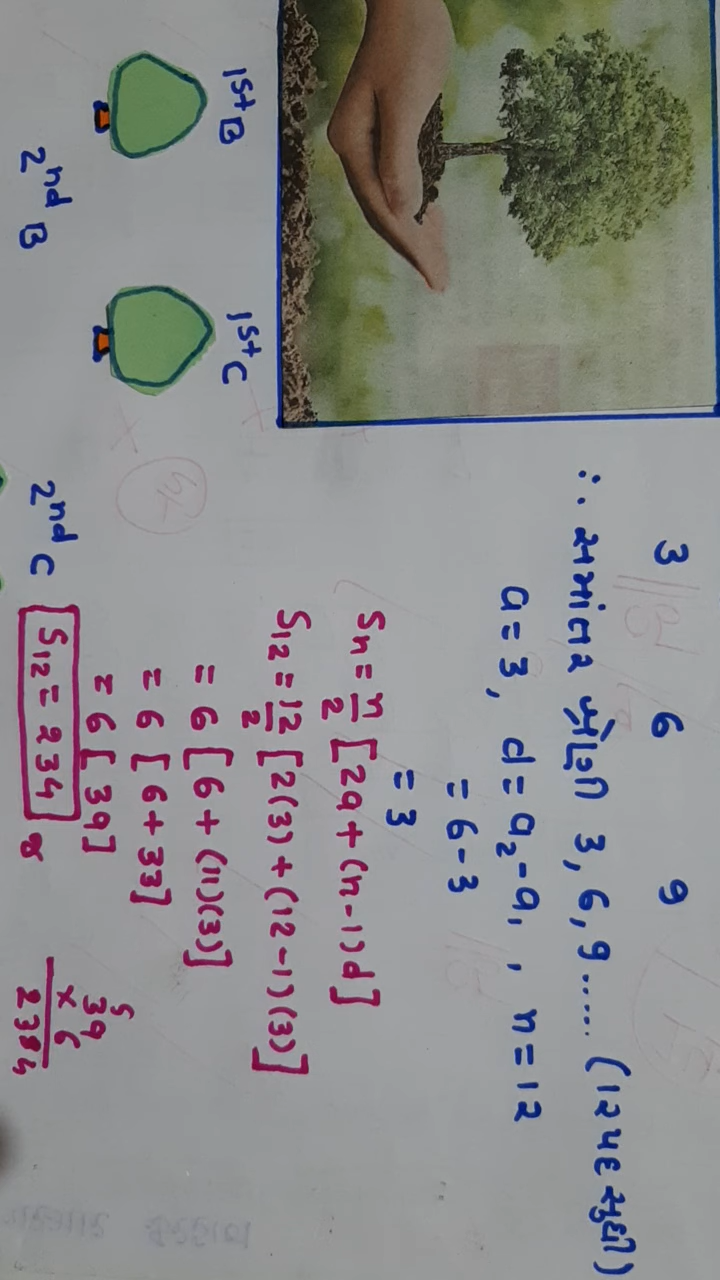 1st B
1st C
2nd B
2nd C
3 6 9
∴ સમાંતર શ્રેઢી 3, 6, 9...... (12 પદ સુધી)
a = 3, d = a₂ - a₁, n = 12
= 6 - 3
= 3
Sn = n/2 [2a + (n - 1)d]
S₁₂ = 12/2 [2(3) + (12 - 1)(3)]
= 6 [6 + (11)(3)]
= 6 [6 + 33]
= 6 [39]
S₁₂ = 234
5
39
× 6
2384